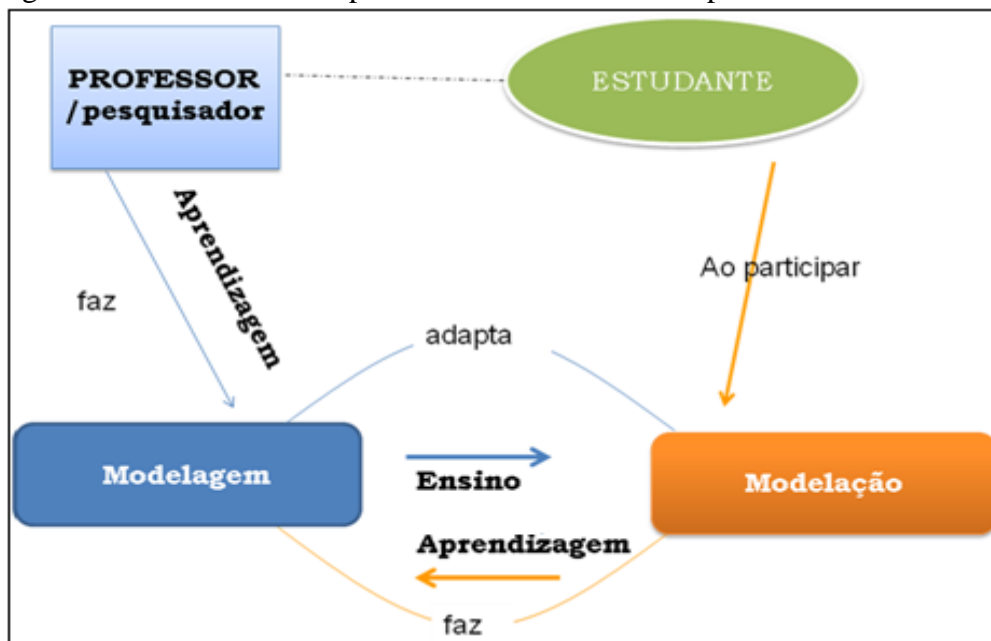 PROFESSOR
/pesquisador
ESTUDANTE
Aprendizagem
faz
Ao participar
adapta
Modelagem
Ensino
Modelação
Aprendizagem
faz